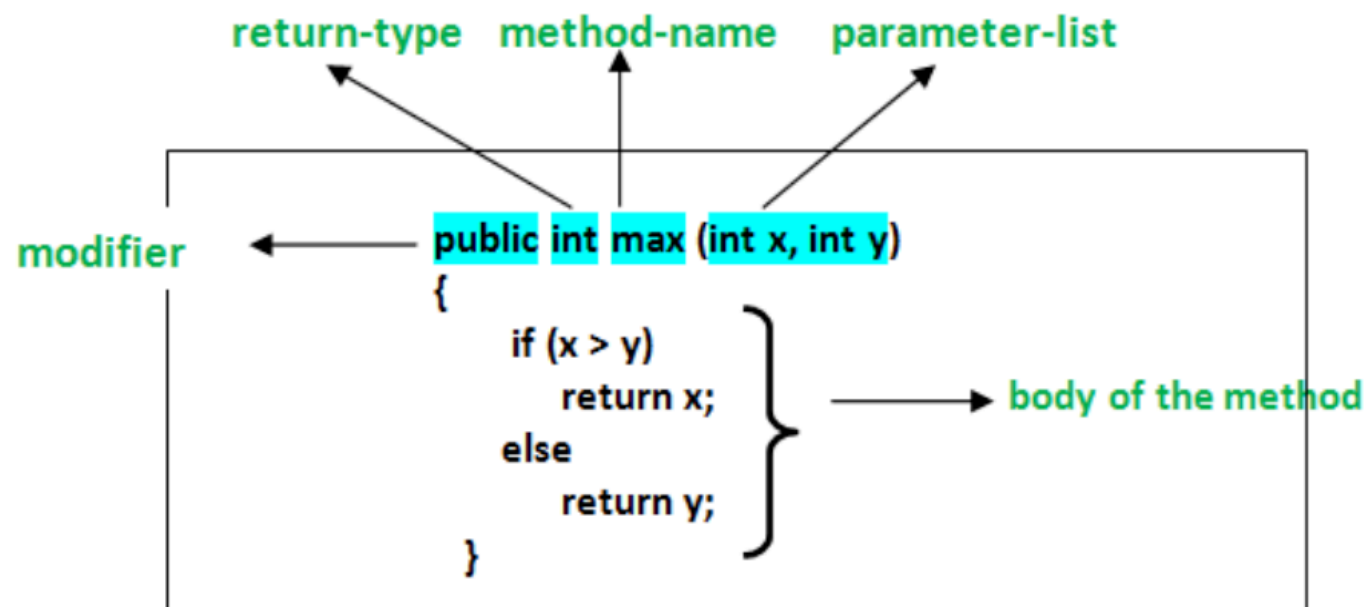 return-type method-name parameter-list
modifier
public int max (int x, int y)
{
if (x > y)
return x;
else
return y;
}
body of the method